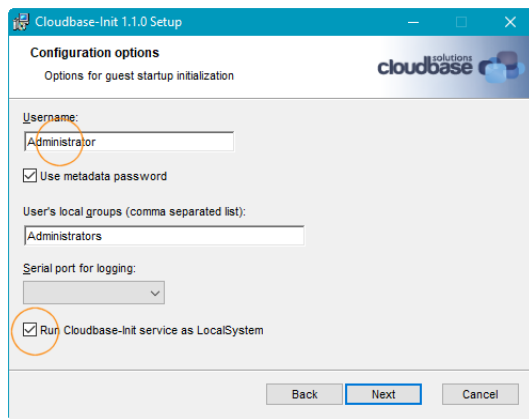 Cloudbase-Init 1.1.0 Setup
Configuration options
Options for guest startup initialization
solutions
cloudbase
Username:
Administrator
Use metadata password
User's local groups (comma separated list):
Administrators
Serial port for logging:
Run Cloudbase-Init service as LocalSystem
Back Next Cancel